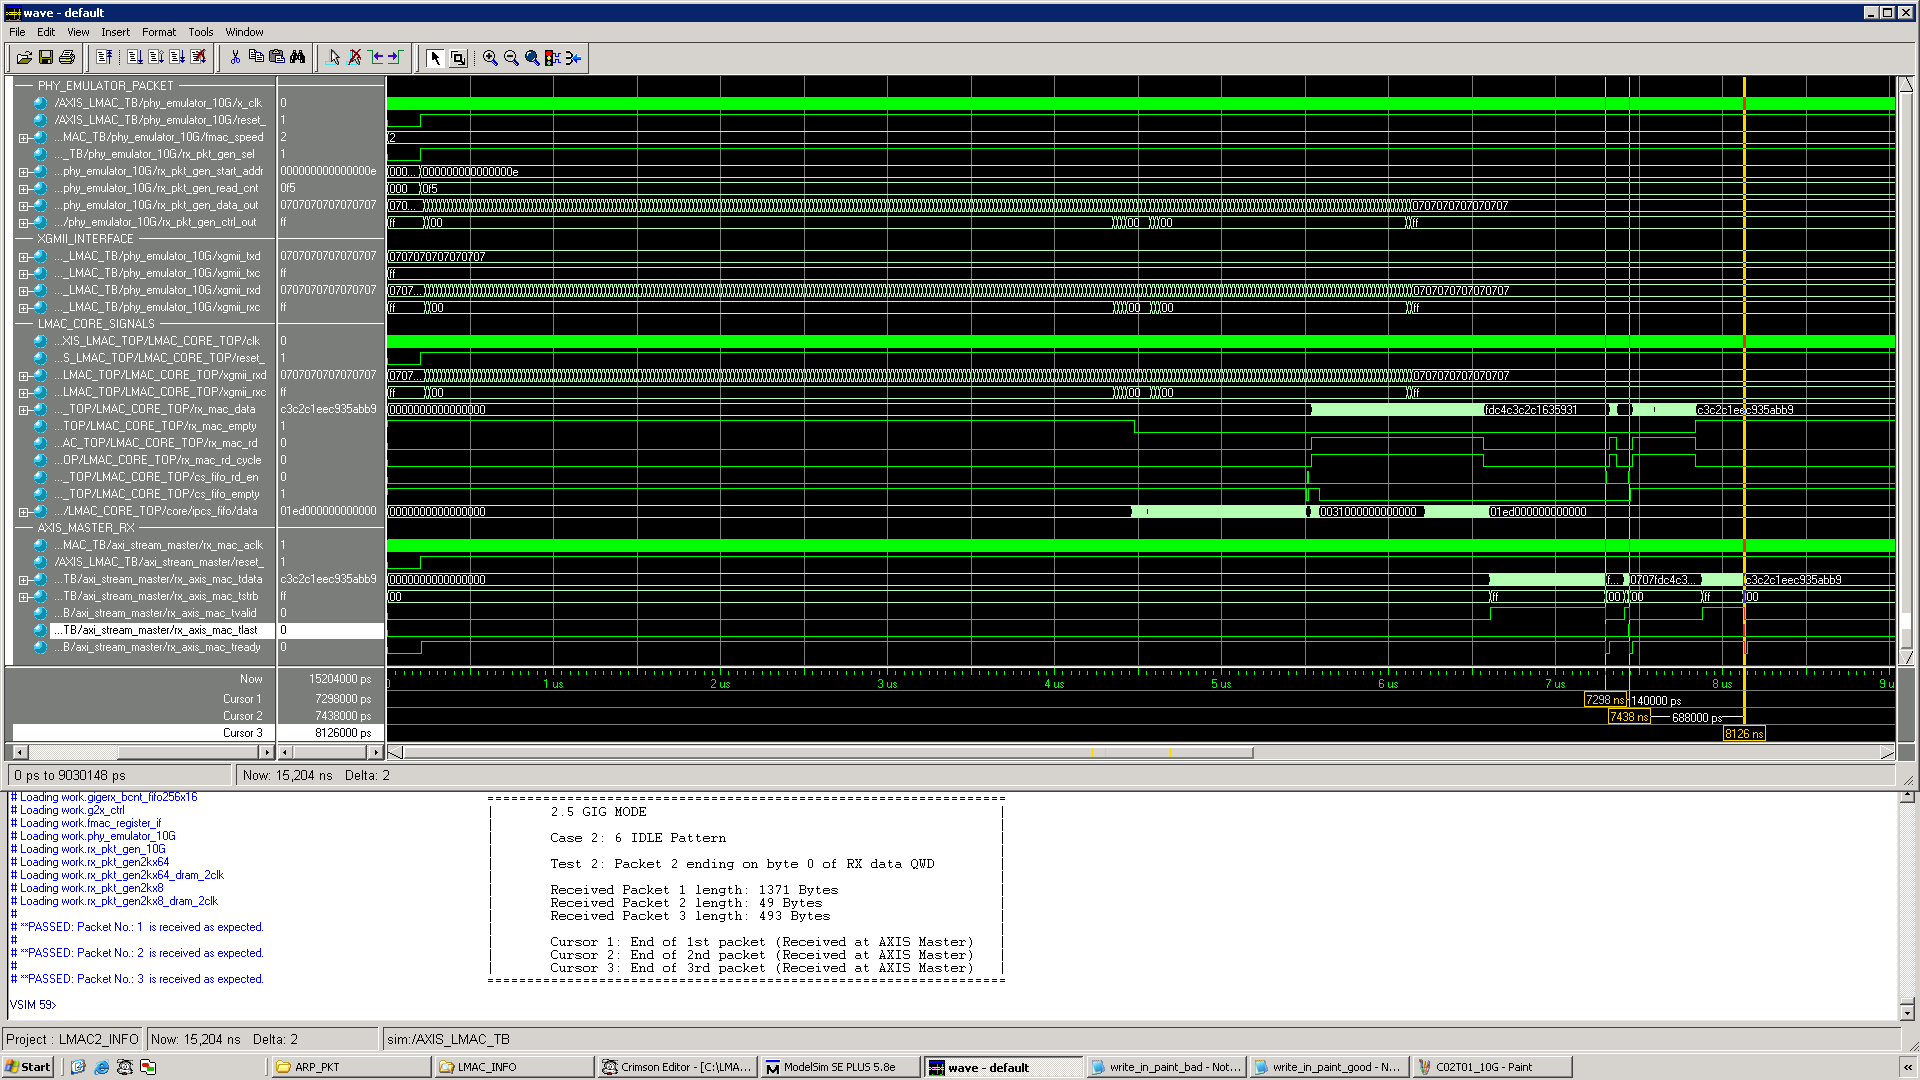 wave - default
File Edit View Insert Format Tools Window
PHY_EMULATOR_PACKET
/AXIS_LMAC_TB/phy_emulator_10G/x_clk 0
/AXIS_LMAC_TB/phy_emulator_10G/reset_ 1
...MAC_TB/phy_emulator_10G/fmac_speed 2 2
..._TB/phy_emulator_10G/rx_pkt_gen_sel 1
...phy_emulator_10G/rx_pkt_gen_start_addr 000000000000000e 000... 000000000000000e
...phy_emulator_10G/rx_pkt_gen_read_cnt 0f5 000 0f5
...phy_emulator_10G/rx_pkt_gen_data_out 0707070707070707 070... 0707070707070707
.../phy_emulator_10G/rx_pkt_gen_ctrl_out ff ff 00 00 00 ff
XGMII_INTERFACE
..._LMAC_TB/phy_emulator_10G/xgmii_txd 0707070707070707 0707070707070707
..._LMAC_TB/phy_emulator_10G/xgmii_txc ff ff
..._LMAC_TB/phy_emulator_10G/xgmii_rxd 0707070707070707 0707... 0707070707070707
..._LMAC_TB/phy_emulator_10G/xgmii_rxc ff ff 00 00 00 ff
LMAC_CORE_SIGNALS
...XIS_LMAC_TOP/LMAC_CORE_TOP/clk 0
...S_LMAC_TOP/LMAC_CORE_TOP/reset_ 1
...LMAC_TOP/LMAC_CORE_TOP/xgmii_rxd 0707070707070707 0707... 0707070707070707
...LMAC_TOP/LMAC_CORE_TOP/xgmii_rxc ff ff 00 00 00 ff
..._TOP/LMAC_CORE_TOP/rx_mac_data c3c2c1eec935abb9 0000000000000000 fdc4c3c2c1635931 c3c2c1eec935abb9
...TOP/LMAC_CORE_TOP/rx_mac_empty 1
...AC_TOP/LMAC_CORE_TOP/rx_mac_rd 0
...OP/LMAC_CORE_TOP/rx_mac_rd_cycle 0
..._TOP/LMAC_CORE_TOP/cs_fifo_rd_en 0
..._TOP/LMAC_CORE_TOP/cs_fifo_empty 1
.../LMAC_CORE_TOP/core/ipcs_fifo/data 01ed000000000000 0000000000000000 0031000000000000 01ed000000000000
AXIS_MASTER_RX
...MAC_TB/axi_stream_master/rx_mac_aclk 1
/AXIS_LMAC_TB/axi_stream_master/reset_ 1
...TB/axi_stream_master/rx_axis_mac_tdata c3c2c1eec935abb9 0000000000000000 f... 0707fdc4c3... c3c2c1eec935abb9
...TB/axi_stream_master/rx_axis_mac_tstrb ff 00 ff 00 00 ff 00
...B/axi_stream_master/rx_axis_mac_tvalid 0
...TB/axi_stream_master/rx_axis_mac_tlast 0
...B/axi_stream_master/rx_axis_mac_tready 0
Now 15204000 ps 0 1 us 2 us 3 us 4 us 5 us 6 us 7 us 8 us 9 u
Cursor 1 7298000 ps 7298 ns 140000 ps
Cursor 2 7438000 ps 7438 ns 688000 ps
Cursor 3 8126000 ps 8126 ns
0 ps to 9030148 ps Now: 15,204 ns Delta: 2
# Loading work.gigerx_bcnt_fifo256x16
# Loading work.g2x_ctrl
# Loading work.fmac_register_if
# Loading work.phy_emulator_10G
# Loading work.rx_pkt_gen_10G
# Loading work.rx_pkt_gen2kx64
# Loading work.rx_pkt_gen2kx64_dram_2clk
# Loading work.rx_pkt_gen2kx8
# Loading work.rx_pkt_gen2kx8_dram_2clk
#
# **PASSED: Packet No.: 1 is received as expected.
#
# **PASSED: Packet No.: 2 is received as expected.
#
# **PASSED: Packet No.: 3 is received as expected.
VSIM 59>
2.5 GIG MODE
Case 2: 6 IDLE Pattern
Test 2: Packet 2 ending on byte 0 of RX data QWD
Received Packet 1 length: 1371 Bytes
Received Packet 2 length: 49 Bytes
Received Packet 3 length: 493 Bytes
Cursor 1: End of 1st packet (Received at AXIS Master)
Cursor 2: End of 2nd packet (Received at AXIS Master)
Cursor 3: End of 3rd packet (Received at AXIS Master)
Project : LMAC2_INFO Now: 15,204 ns Delta: 2 sim:/AXIS_LMAC_TB
Start ARP_PKT LMAC_INFO Crimson Editor - [C:\LMA... ModelSim SE PLUS 5.8e wave - default write_in_paint_bad - Not... write_in_paint_good - N... C02T01_10G - Paint